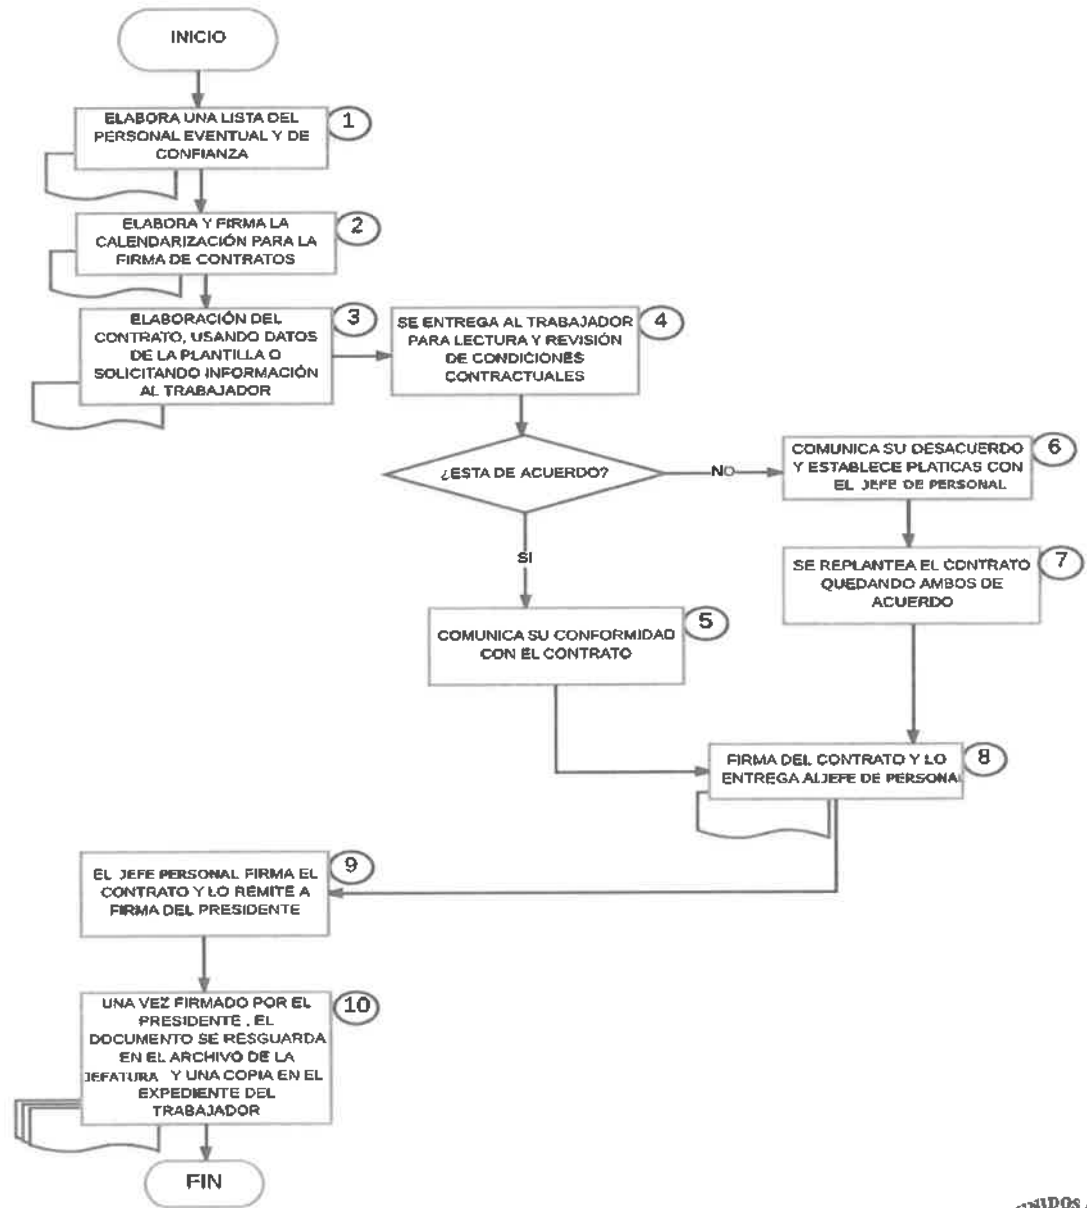 INICIO
ELABORA UNA LISTA DEL
PERSONAL EVENTUAL Y DE
CONFIANZA
1
ELABORA Y FIRMA LA
CALENDARIZACIÓN PARA LA
FIRMA DE CONTRATOS
2
ELABORACIÓN DEL
CONTRATO, USANDO DATOS
DE LA PLANTILLA O
SOLICITANDO INFORMACIÓN
AL TRABAJADOR
3
SE ENTREGA AL TRABAJADOR
PARA LECTURA Y REVISIÓN
DE CONDICIONES
CONTRACTUALES
4
¿ESTA DE ACUERDO?
NO
COMUNICA SU DESACUERDO
Y ESTABLECE PLATICAS CON
EL JEFE DE PERSONAL
6
SI
SE REPLANTEA EL CONTRATO
QUEDANDO AMBOS DE
ACUERDO
7
COMUNICA SU CONFORMIDAD
CON EL CONTRATO
5
FIRMA DEL CONTRATO Y LO
ENTREGA AL JEFE DE PERSONAL
8
EL JEFE PERSONAL FIRMA EL
CONTRATO Y LO REMITE A
FIRMA DEL PRESIDENTE
9
UNA VEZ FIRMADO POR EL
PRESIDENTE , EL
DOCUMENTO SE RESGUARDA
EN EL ARCHIVO DE LA
JEFATURA Y UNA COPIA EN EL
EXPEDIENTE DEL
TRABAJADOR
10
FIN